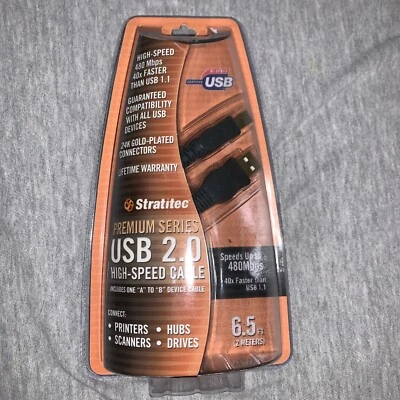 HIGH-SPEED
480 Mbps
40x FASTER
THAN USB 1.1
GUARANTEED
COMPATIBILITY
WITH ALL USB
DEVICES
24K GOLD-PLATED
CONNECTORS
LIFETIME WARRANTY
USB
Stratitec
PREMIUM SERIES
USB 2.0
HIGH-SPEED CABLE
INCLUDES ONE "A" TO "B" DEVICE CABLE
CONNECT:
• PRINTERS • HUBS
• SCANNERS • DRIVES
Speeds Up to
480Mbps
40x Faster than
USB 1.1
6.5 FT
(2 METERS)